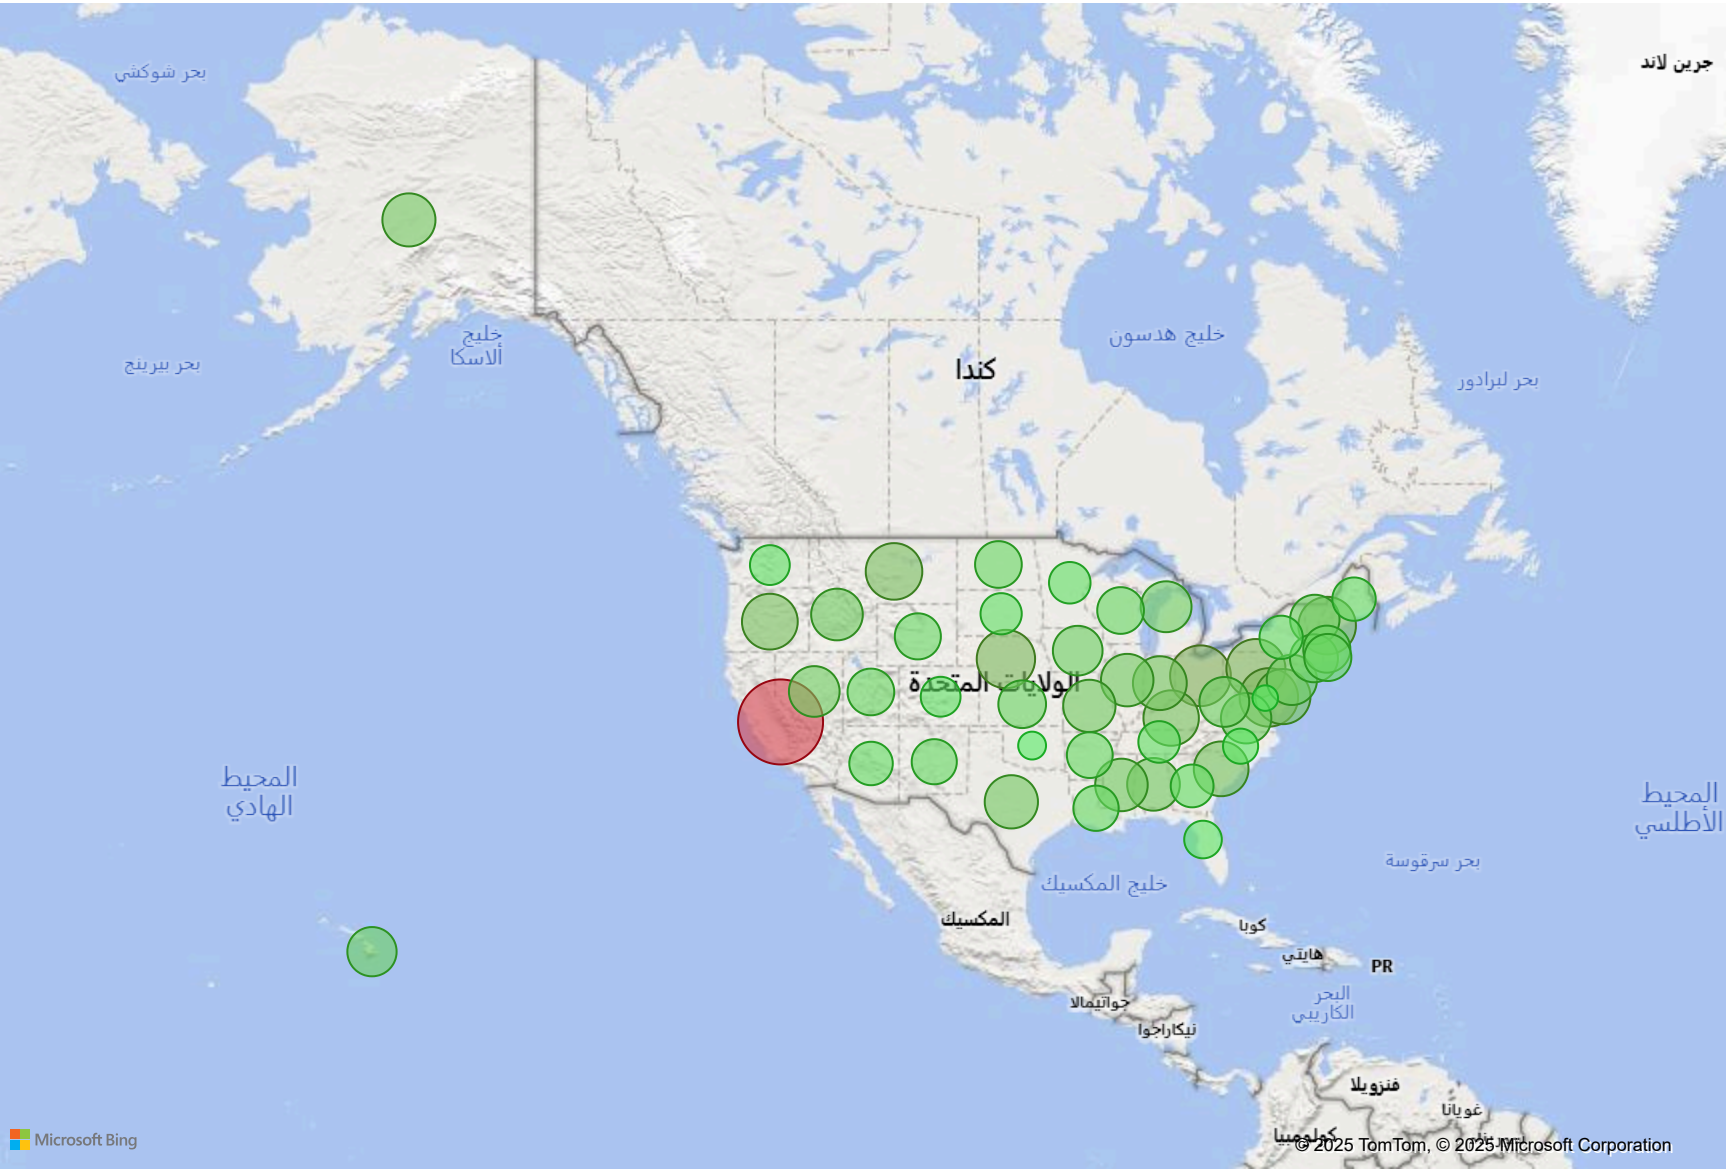 بحر شوكشي
جرين لاند
خليج
ألاسكا
بحر بيرينج
خليج هدسون
كندا
بحر لبرادور
الولايات المتحدة
المحيط
الهادي
المحيط
الأطلسي
بحر سرقوسة
خليج المكسيك
المكسيك
كوبا
هايتي
PR
البحر
الكاريبي
جواتيمالا
نيكاراجوا
فنزويلا
غويانا
كولومبيا
Microsoft Bing
© 2025 TomTom, © 2025 Microsoft Corporation